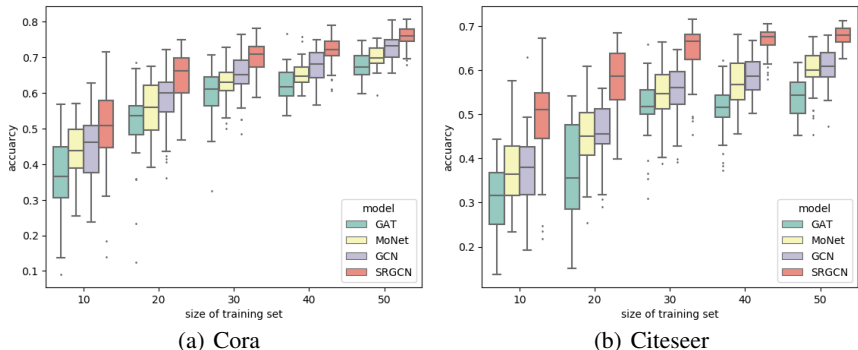 0.8
0.7
0.6
0.5
0.4
0.3
0.2
0.1
accuarcy
10
20
30
40
50
size of training set
model
GAT
MoNet
GCN
SRGCN
(a) Cora
0.7
0.6
0.5
0.4
0.3
0.2
accuarcy
10
20
30
40
50
size of training set
model
GAT
MoNet
GCN
SRGCN
(b) Citeseer